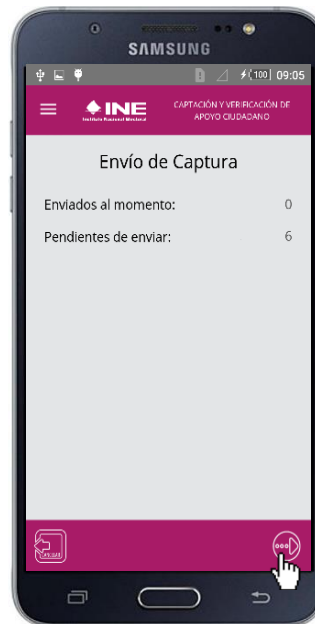 SAMSUNG
100 09:05
INE
Instituto Nacional Electoral
CAPTACIÓN Y VERIFICACIÓN DE
APOYO CIUDADANO
Envío de Captura
Enviados al momento: 0
Pendientes de enviar: 6